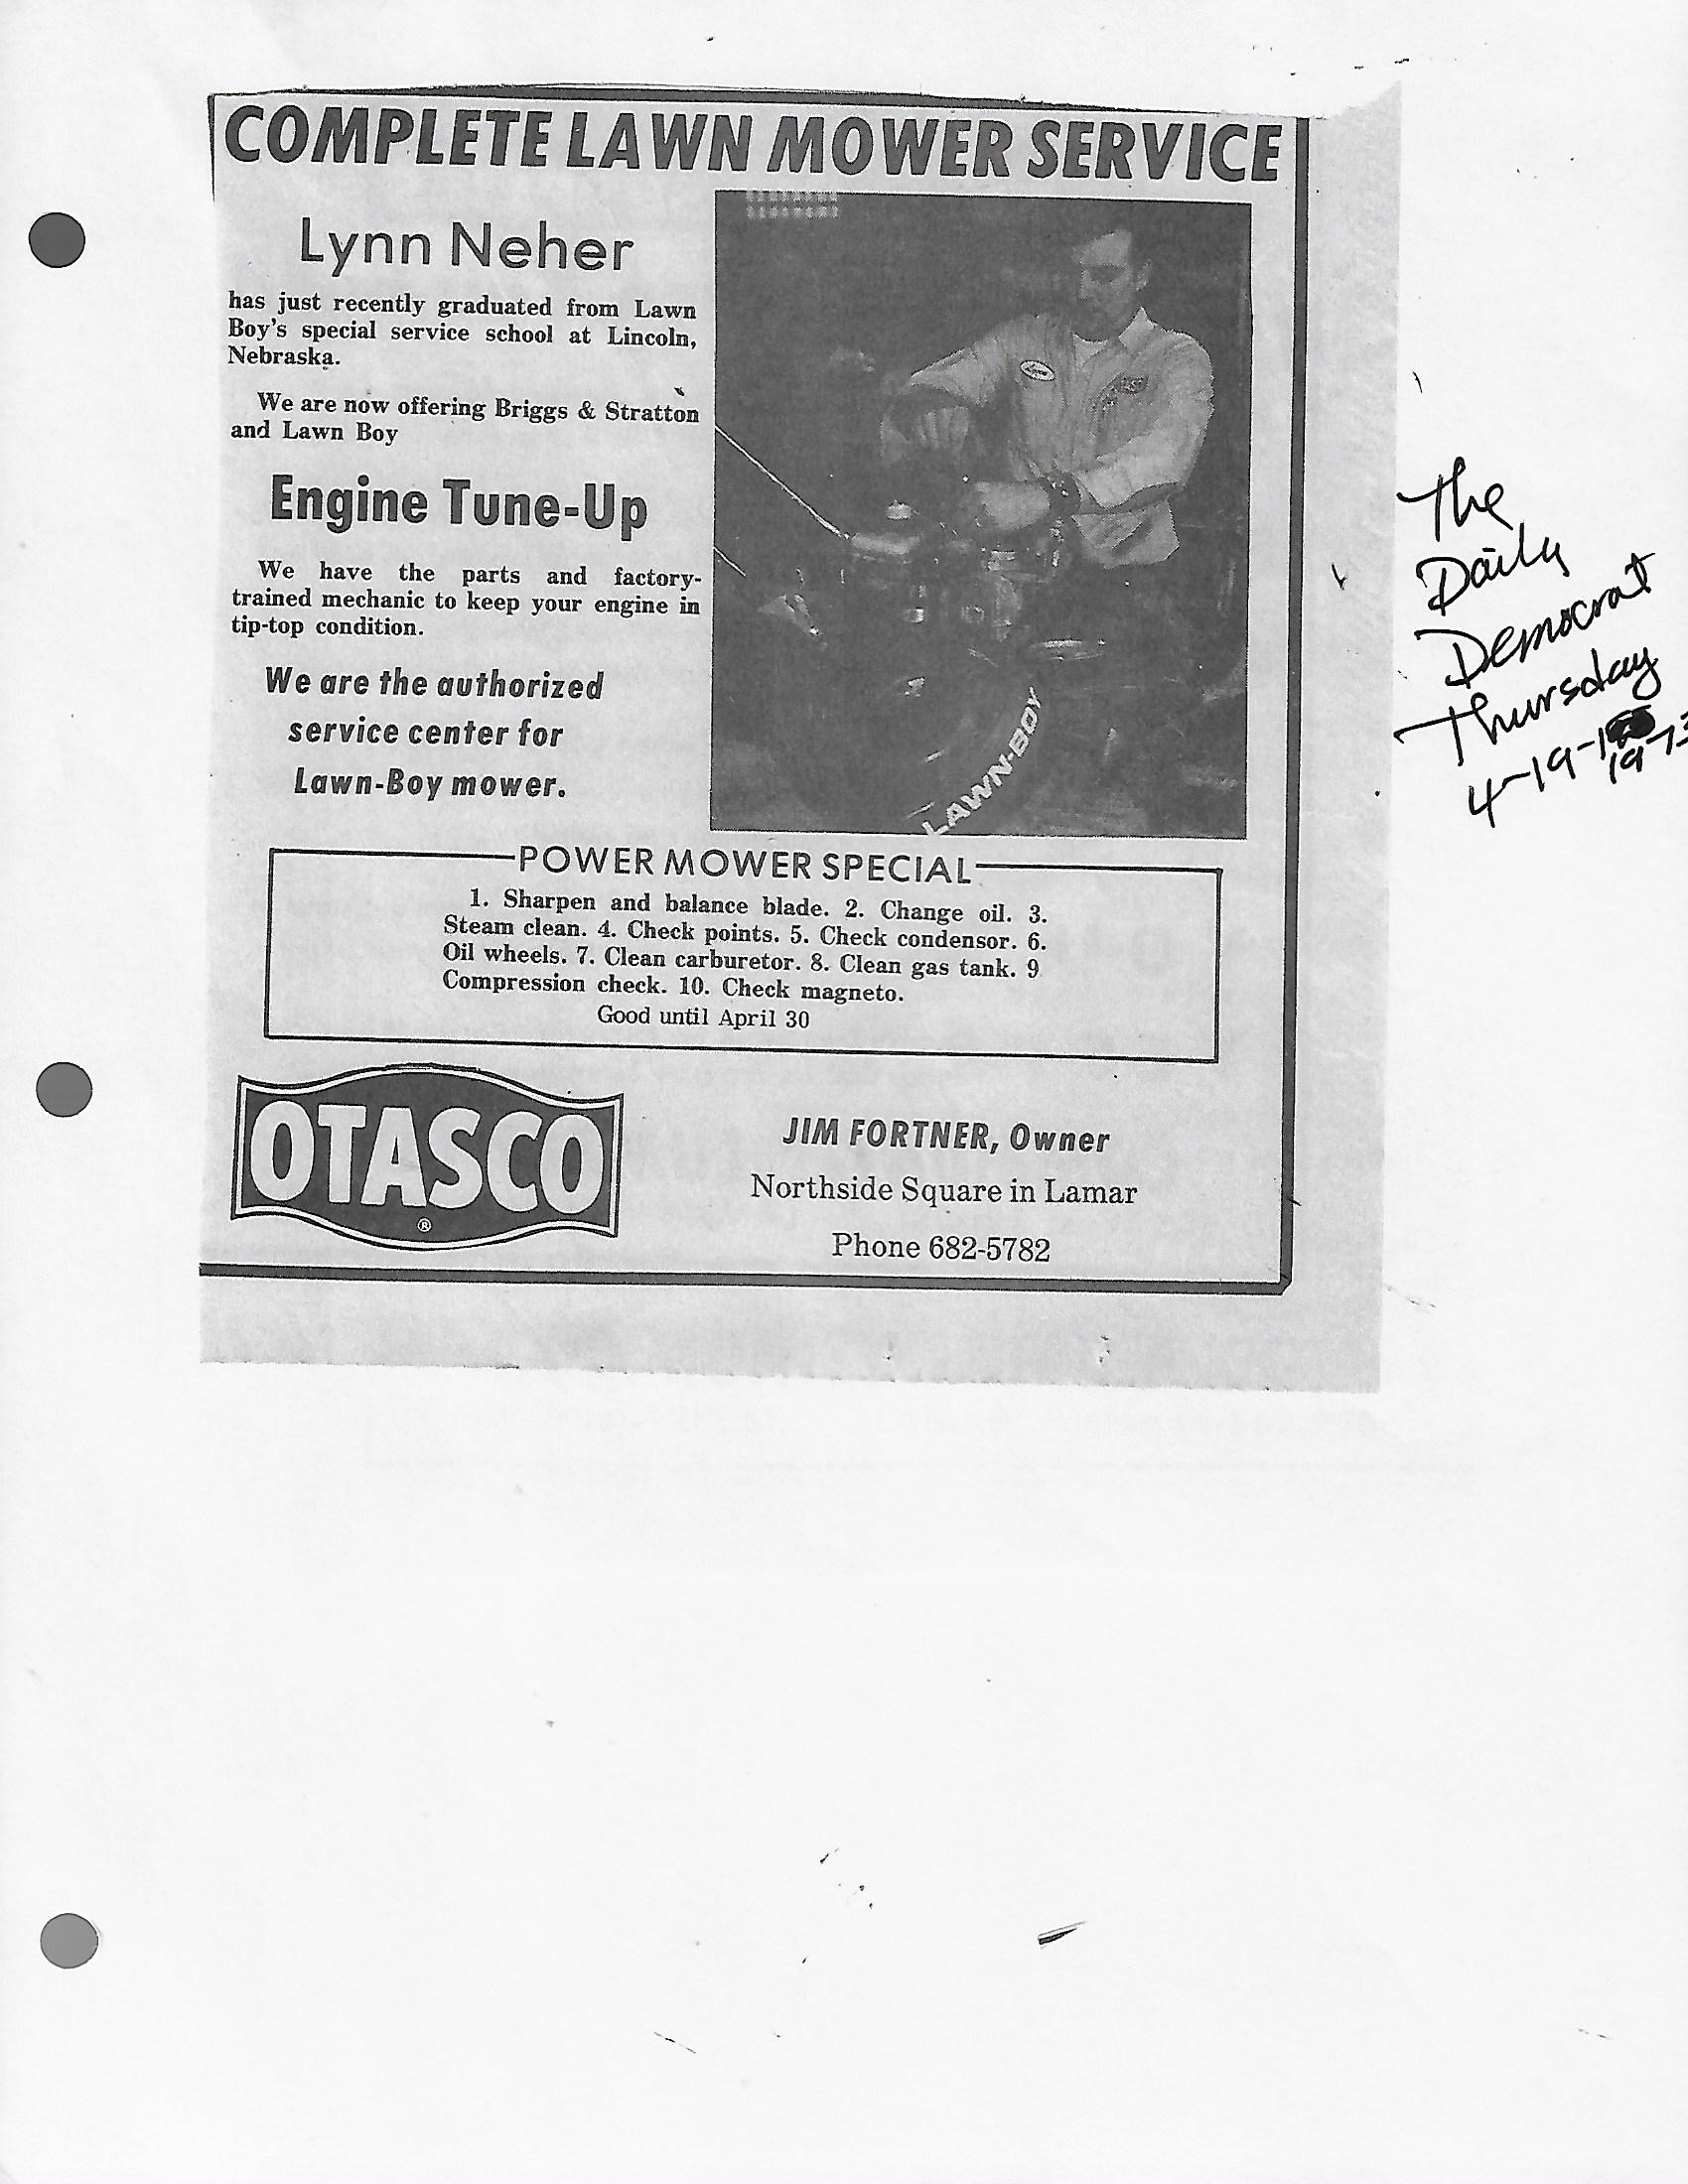 COMPLETE LAWN MOWER SERVICE
Lynn Neher
has just recently graduated from Lawn
Boy's special service school at Lincoln,
Nebraska.
We are now offering Briggs & Stratton
and Lawn Boy
Engine Tune-Up
We have the parts and factory-
trained mechanic to keep your engine in
tip-top condition.
We are the authorized
service center for
Lawn-Boy mower.
LAWN-BOY
POWER MOWER SPECIAL
1. Sharpen and balance blade. 2. Change oil. 3.
Steam clean. 4. Check points. 5. Check condensor. 6.
Oil wheels. 7. Clean carburetor. 8. Clean gas tank. 9
Compression check. 10. Check magneto.
Good until April 30
OTASCO
®
JIM FORTNER, Owner
Northside Square in Lamar
Phone 682-5782
The
Daily
Democrat
Thursday
4-19-1
1973